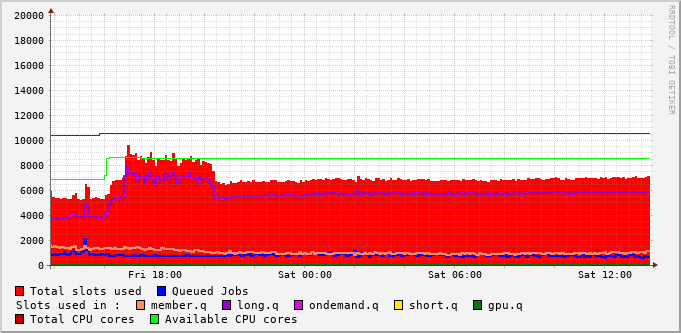 20000
18000
16000
14000
12000
10000
8000
6000
4000
2000
0
Fri 18:00 Sat 00:00 Sat 06:00 Sat 12:00
Total slots used Queued Jobs
Slots used in : member.q long.q ondemand.q short.q gpu.q
Total CPU cores Available CPU cores
RRDTOOL / TOBI OETIKER